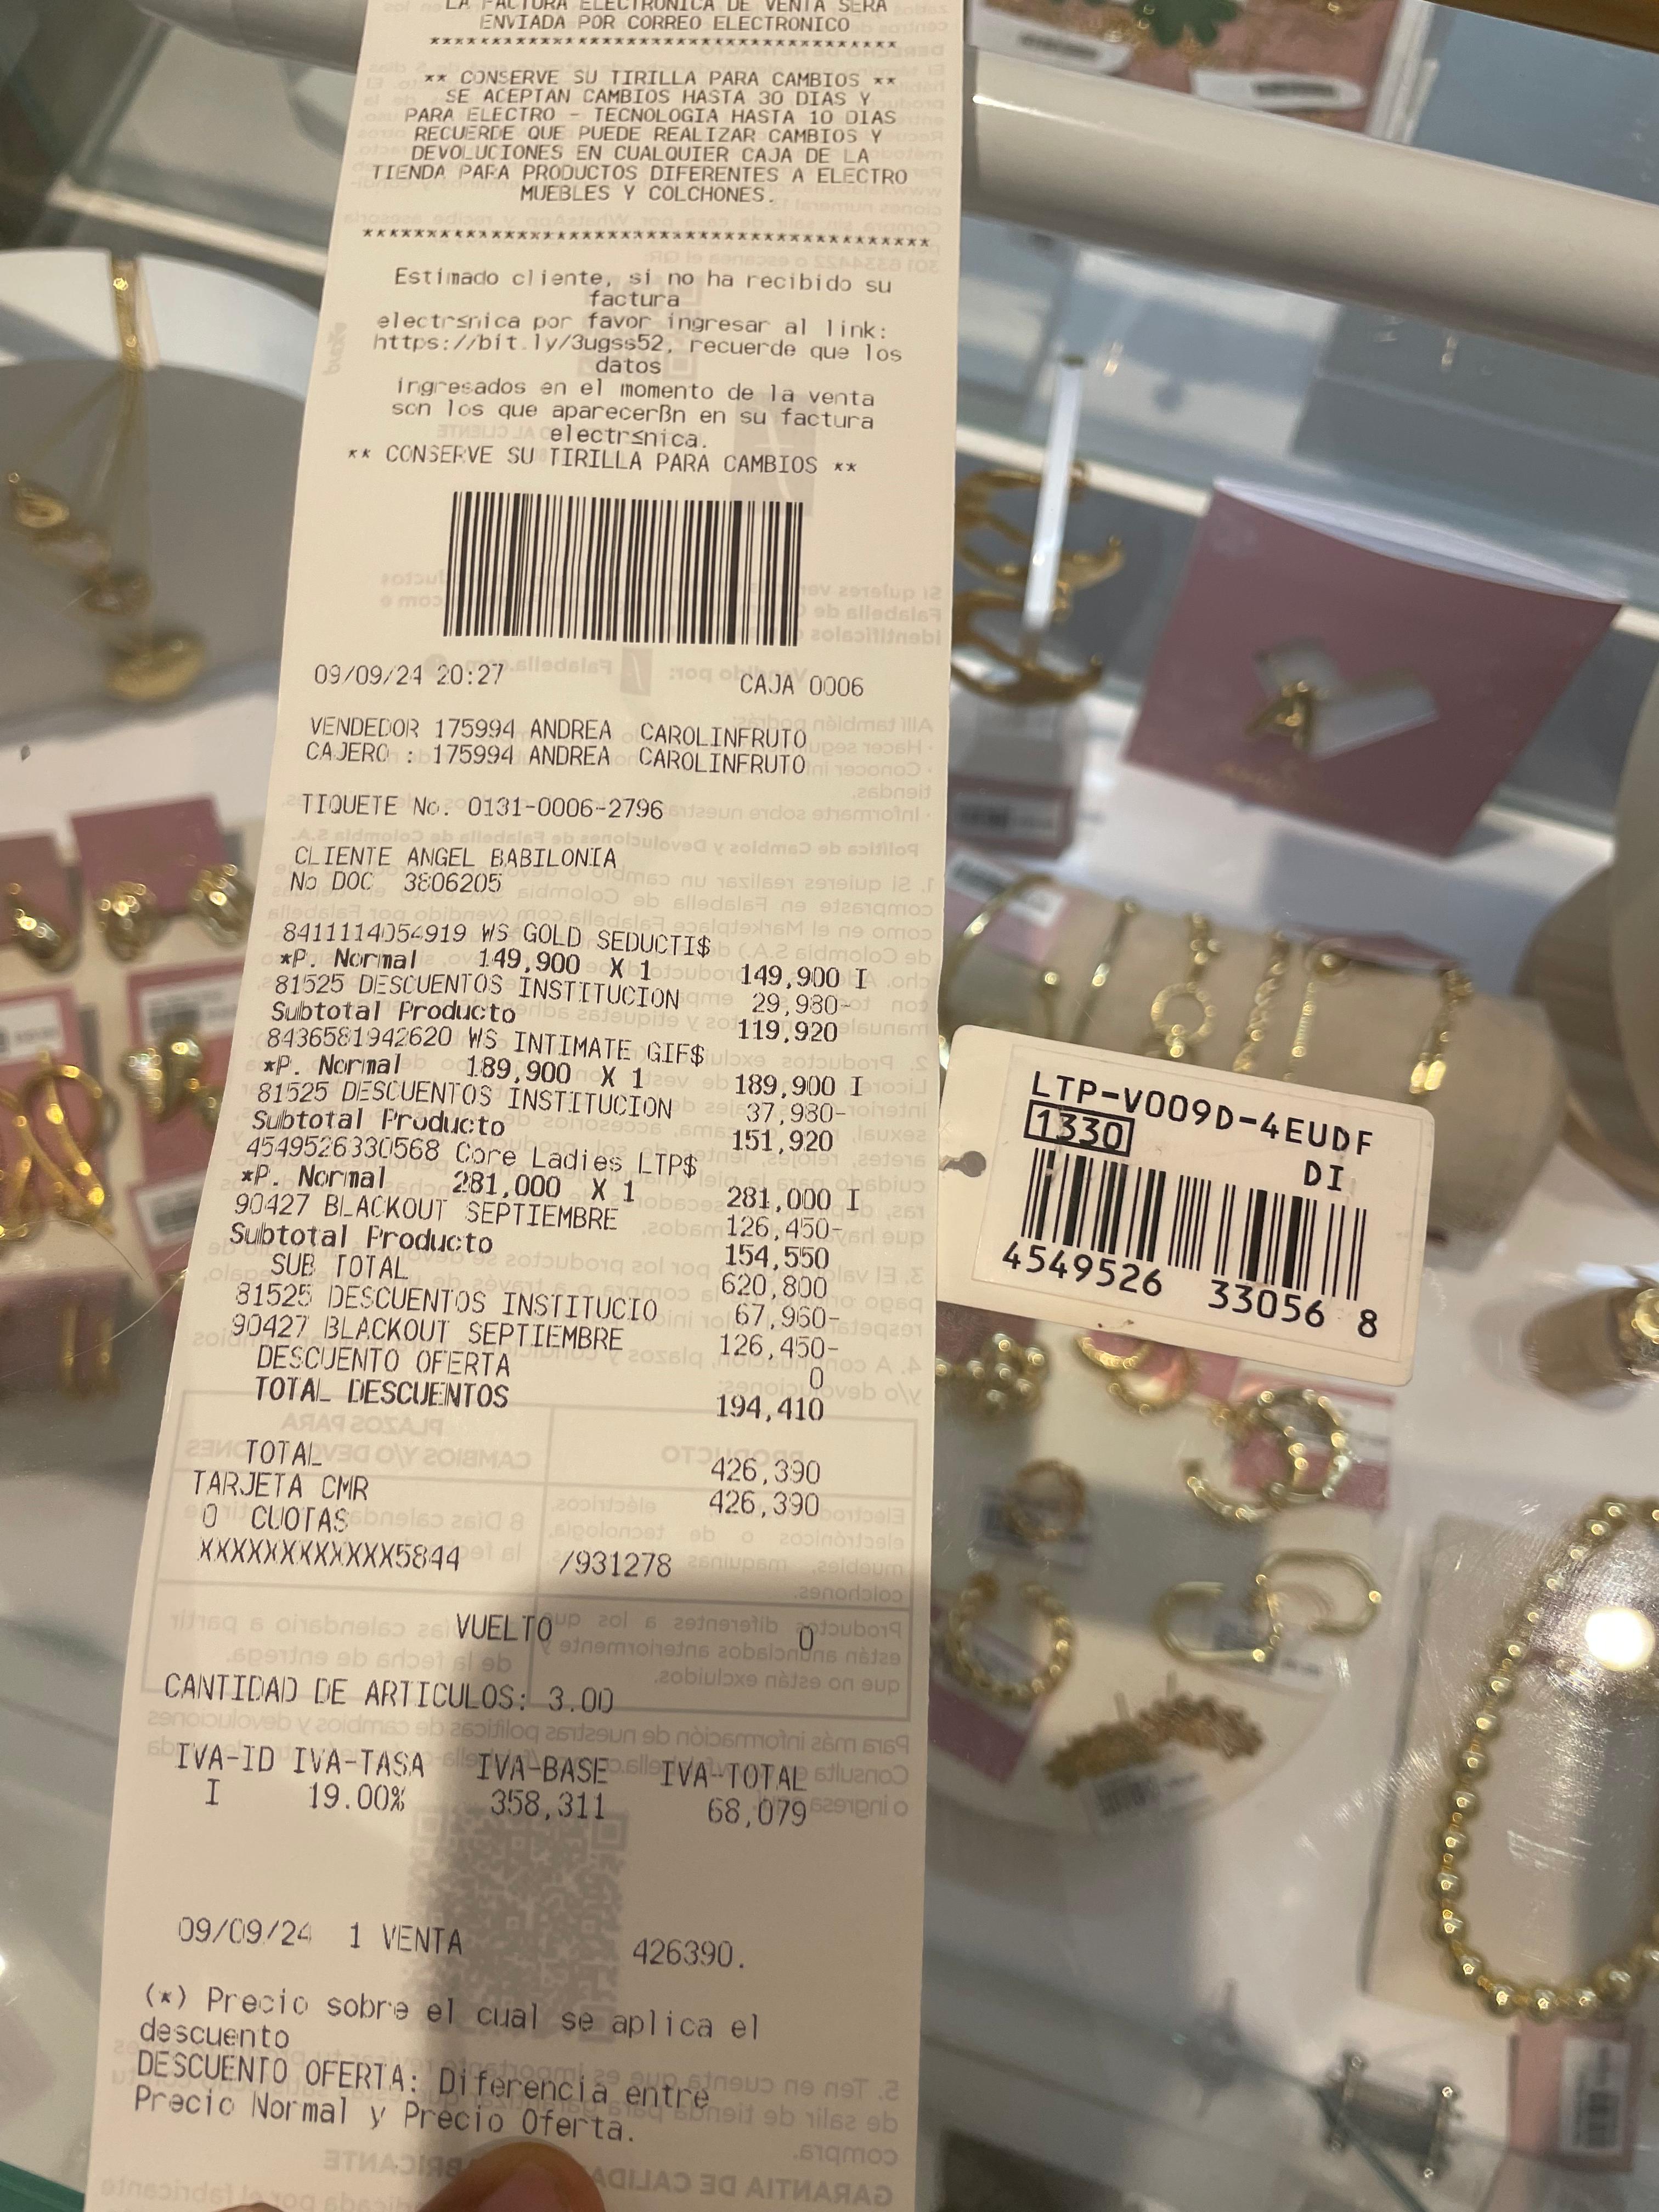 LA FACTURA ELECTRONICA DE VENTA SERA
ENVIADA POR CORREO ELECTRONICO
****************************************
** CONSERVE SU TIRILLA PARA CAMBIOS **
SE ACEPTAN CAMBIOS HASTA 30 DIAS Y
PARA ELECTRO - TECNOLOGIA HASTA 10 DIAS
RECUERDE QUE PUEDE REALIZAR CAMBIOS Y
DEVOLUCIONES EN CUALQUIER CAJA DE LA
TIENDA PARA PRODUCTOS DIFERENTES A ELECTRO
MUEBLES Y COLCHONES.
********************************************
Estimado cliente, si no ha recibido su
factura
electr≤nica por favor ingresar al link:
https://bit.ly/3ugss52, recuerde que los
datos
ingresados en el momento de la venta
son los que aparecerßn en su factura
electr≤nica.
** CONSERVE SU TIRILLA PARA CAMBIOS **
09/09/24 20:27 CAJA 0006
VENDEDOR 175994 ANDREA CAROLINFRUTO
CAJERO : 175994 ANDREA CAROLINFRUTO
TIQUETE No. 0131-0006-2796
CLIENTE ANGEL BABILONIA
No DOC 3806205
8411114054919 WS GOLD SEDUCTI$
*P. Normal 149,900 X 1 149,900 I
81525 DESCUENTOS INSTITUCION 29,980-
Subtotal Producto 119,920
8436581942620 WS INTIMATE GIF$
*P. Normal 189,900 X 1 189,900 I
81525 DESCUENTOS INSTITUCION 37,980-
Subtotal Producto 151,920
4549526330568 Core Ladies LTP$
*P. Normal 281,000 X 1 281,000 I
90427 BLACKOUT SEPTIEMBRE 126,450-
Subtotal Producto 154,550
SUB TOTAL 620,800
81525 DESCUENTOS INSTITUCIO 67,960-
90427 BLACKOUT SEPTIEMBRE 126,450-
DESCUENTO OFERTA 0
TOTAL DESCUENTOS 194,410
TOTAL 426,390
TARJETA CMR 426,390
0 CUOTAS
XXXXXXXXXXXX5844 /931278
VUELTO 0
CANTIDAD DE ARTICULOS: 3.00
IVA-ID IVA-TASA IVA-BASE IVA-TOTAL
I 19.00% 358,311 68,079
09/09/24 1 VENTA 426390.
(*) Precio sobre el cual se aplica el
descuento
DESCUENTO OFERTA: Diferencia entre
Precio Normal y Precio Oferta.
LTP-V009D-4EUDF
1330
DI
4549526 33056 8
A